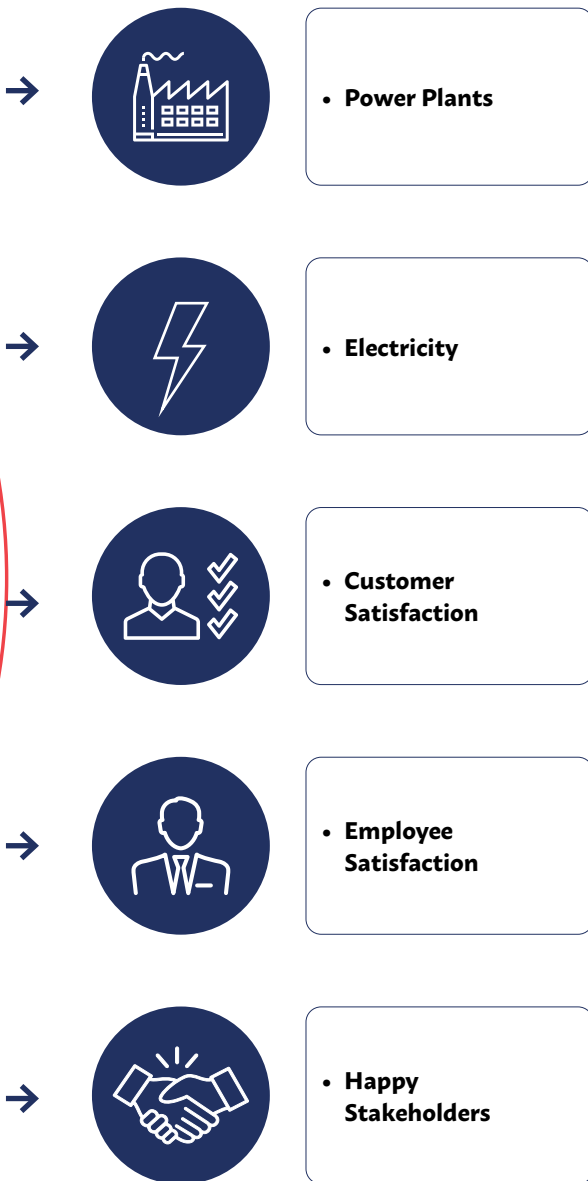 • Power Plants
• Electricity
• Customer
Satisfaction
• Employee
Satisfaction
• Happy
Stakeholders